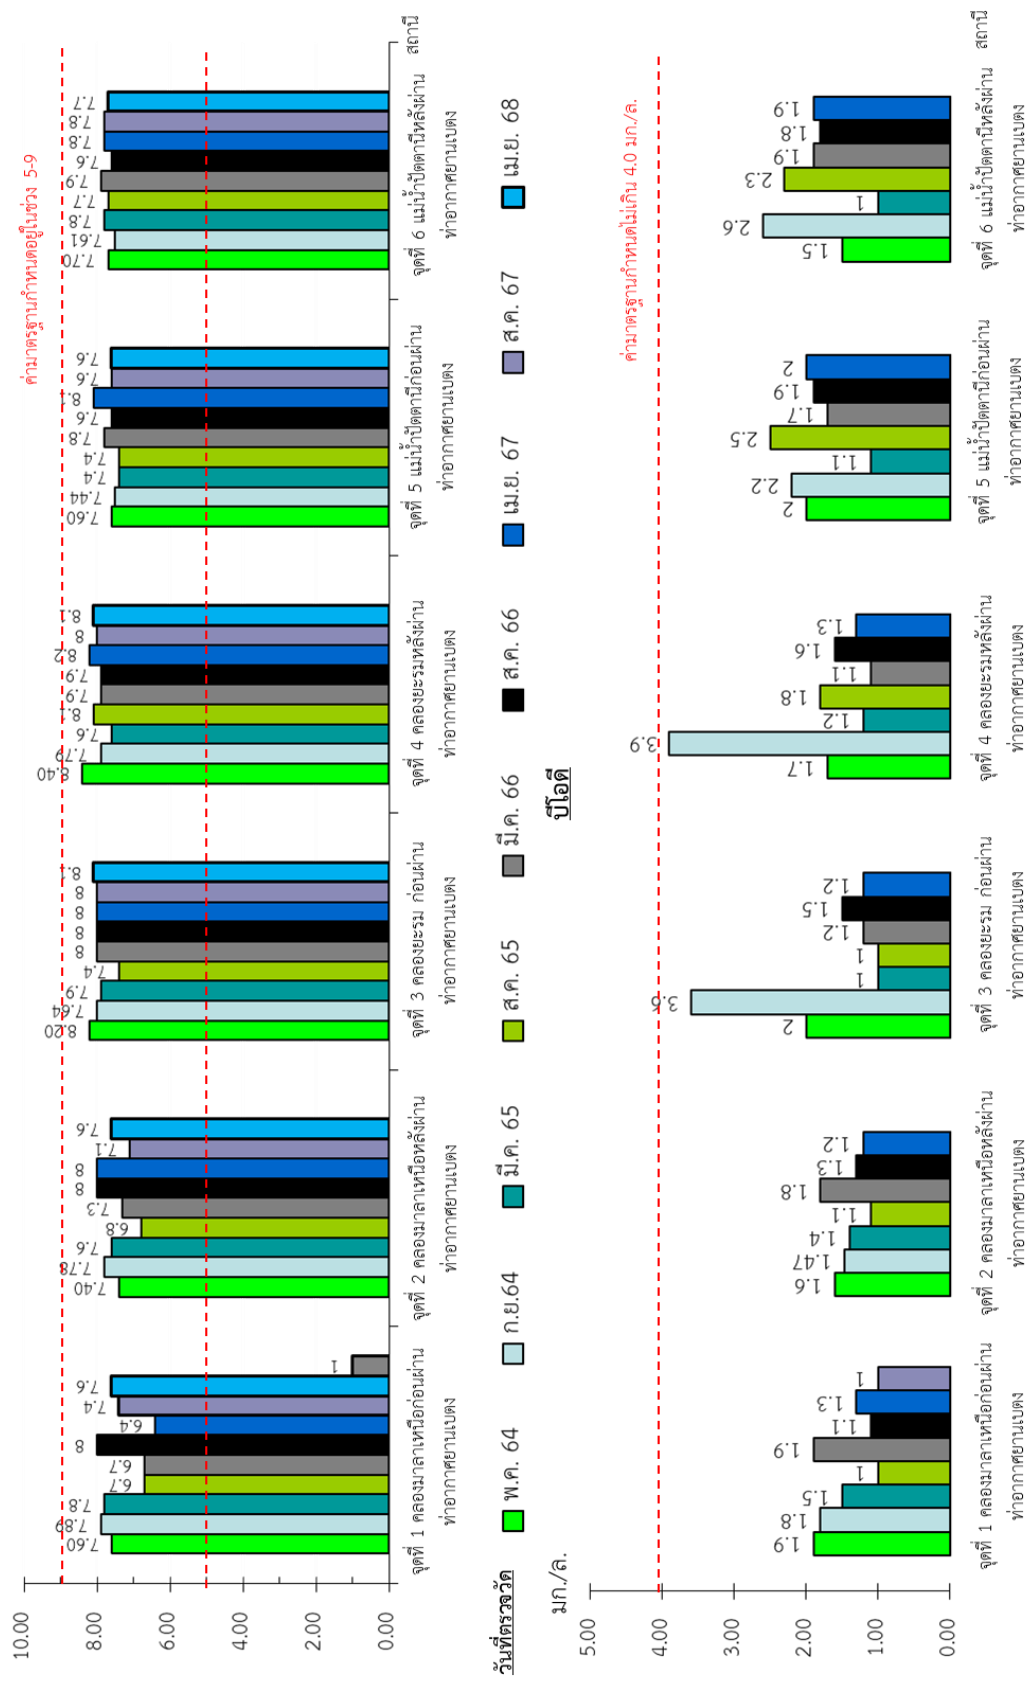 ค่ามาตรฐานกำหนดอยู่ในช่วง 5-9
10.00
8.00
6.00
4.00
2.00
0.00
7.60 7.89 7.8 6.7 6.7 8 6.4 7.4 7.6 1
7.40 7.78 7.6 6.8 7.3 8 8 7.1 7.6
8.20 7.64 7.9 7.4 8 8 8 8 8.1
8.40 7.79 7.6 8.1 7.9 7.9 8.2 8 8.1
7.60 7.44 7.4 7.4 7.8 7.6 8.1 7.6 7.6
7.70 7.61 7.8 7.7 7.9 7.6 7.8 7.8 7.7
จุดที่ 1 คลองมาลาเหนือก่อนผ่าน
ท่าอากาศยานเบตง
จุดที่ 2 คลองมาลาเหนือหลังผ่าน
ท่าอากาศยานเบตง
จุดที่ 3 คลองยะรม ก่อนผ่าน
ท่าอากาศยานเบตง
จุดที่ 4 คลองยะรมหลังผ่าน
ท่าอากาศยานเบตง
จุดที่ 5 แม่น้ำปัตตานีก่อนผ่าน
ท่าอากาศยานเบตง
จุดที่ 6 แม่น้ำปัตตานีหลังผ่าน
ท่าอากาศยานเบตง
สถานี
วันที่ตรวจวัด พ.ค. 64 ก.ย.64 มี.ค. 65 ส.ค. 65 มี.ค. 66 ส.ค. 66 เม.ย. 67 ส.ค. 67 เม.ย. 68
บีโอดี
มก./ล.
ค่ามาตรฐานกำหนดไม่เกิน 4.0 มก./ล.
5.00
4.00
3.00
2.00
1.00
0.00
1.9 1.8 1.5 1 1.9 1.1 1.3 1
1.6 1.47 1.4 1.1 1.8 1.3 1.2
2 3.6 1 1 1.2 1.5 1.2
1.7 3.9 1.2 1.8 1.1 1.6 1.3
2 2.2 1.1 2.5 1.7 1.9 2
1.5 2.6 1 2.3 1.9 1.8 1.9
จุดที่ 1 คลองมาลาเหนือก่อนผ่าน
ท่าอากาศยานเบตง
จุดที่ 2 คลองมาลาเหนือหลังผ่าน
ท่าอากาศยานเบตง
จุดที่ 3 คลองยะรม ก่อนผ่าน
ท่าอากาศยานเบตง
จุดที่ 4 คลองยะรมหลังผ่าน
ท่าอากาศยานเบตง
จุดที่ 5 แม่น้ำปัตตานีก่อนผ่าน
ท่าอากาศยานเบตง
จุดที่ 6 แม่น้ำปัตตานีหลังผ่าน
ท่าอากาศยานเบตง
สถานี